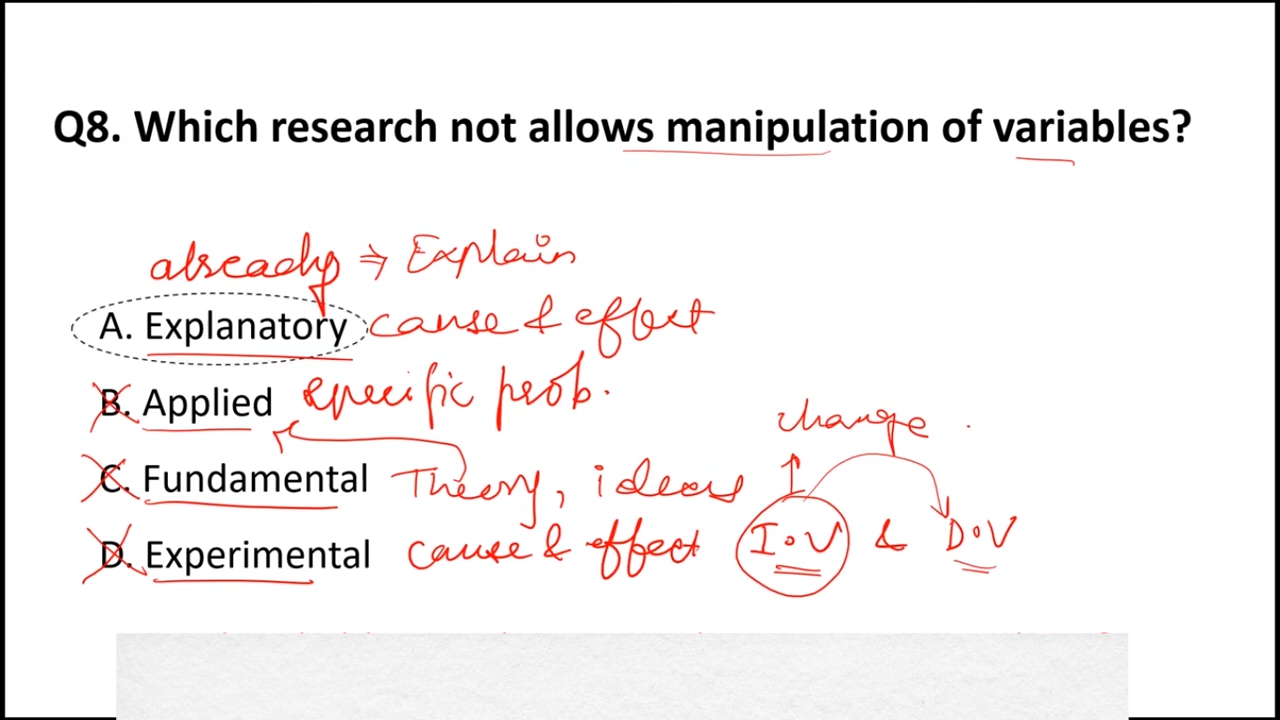 Q8. Which research not allows manipulation of variables?
already ⇒ Explain
A. Explanatory cause & effect
B. Applied specific prob.
change
C. Fundamental Theory, ideas ↑
D. Experimental cause & effect I.V & D.V